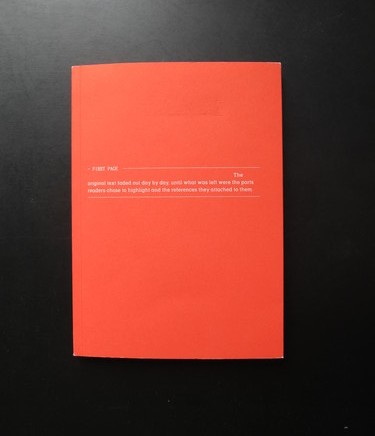 FRONT PAGE
The
original text faded out day by day, until what was left were the parts
readers chose to highlight and the references they attached to them